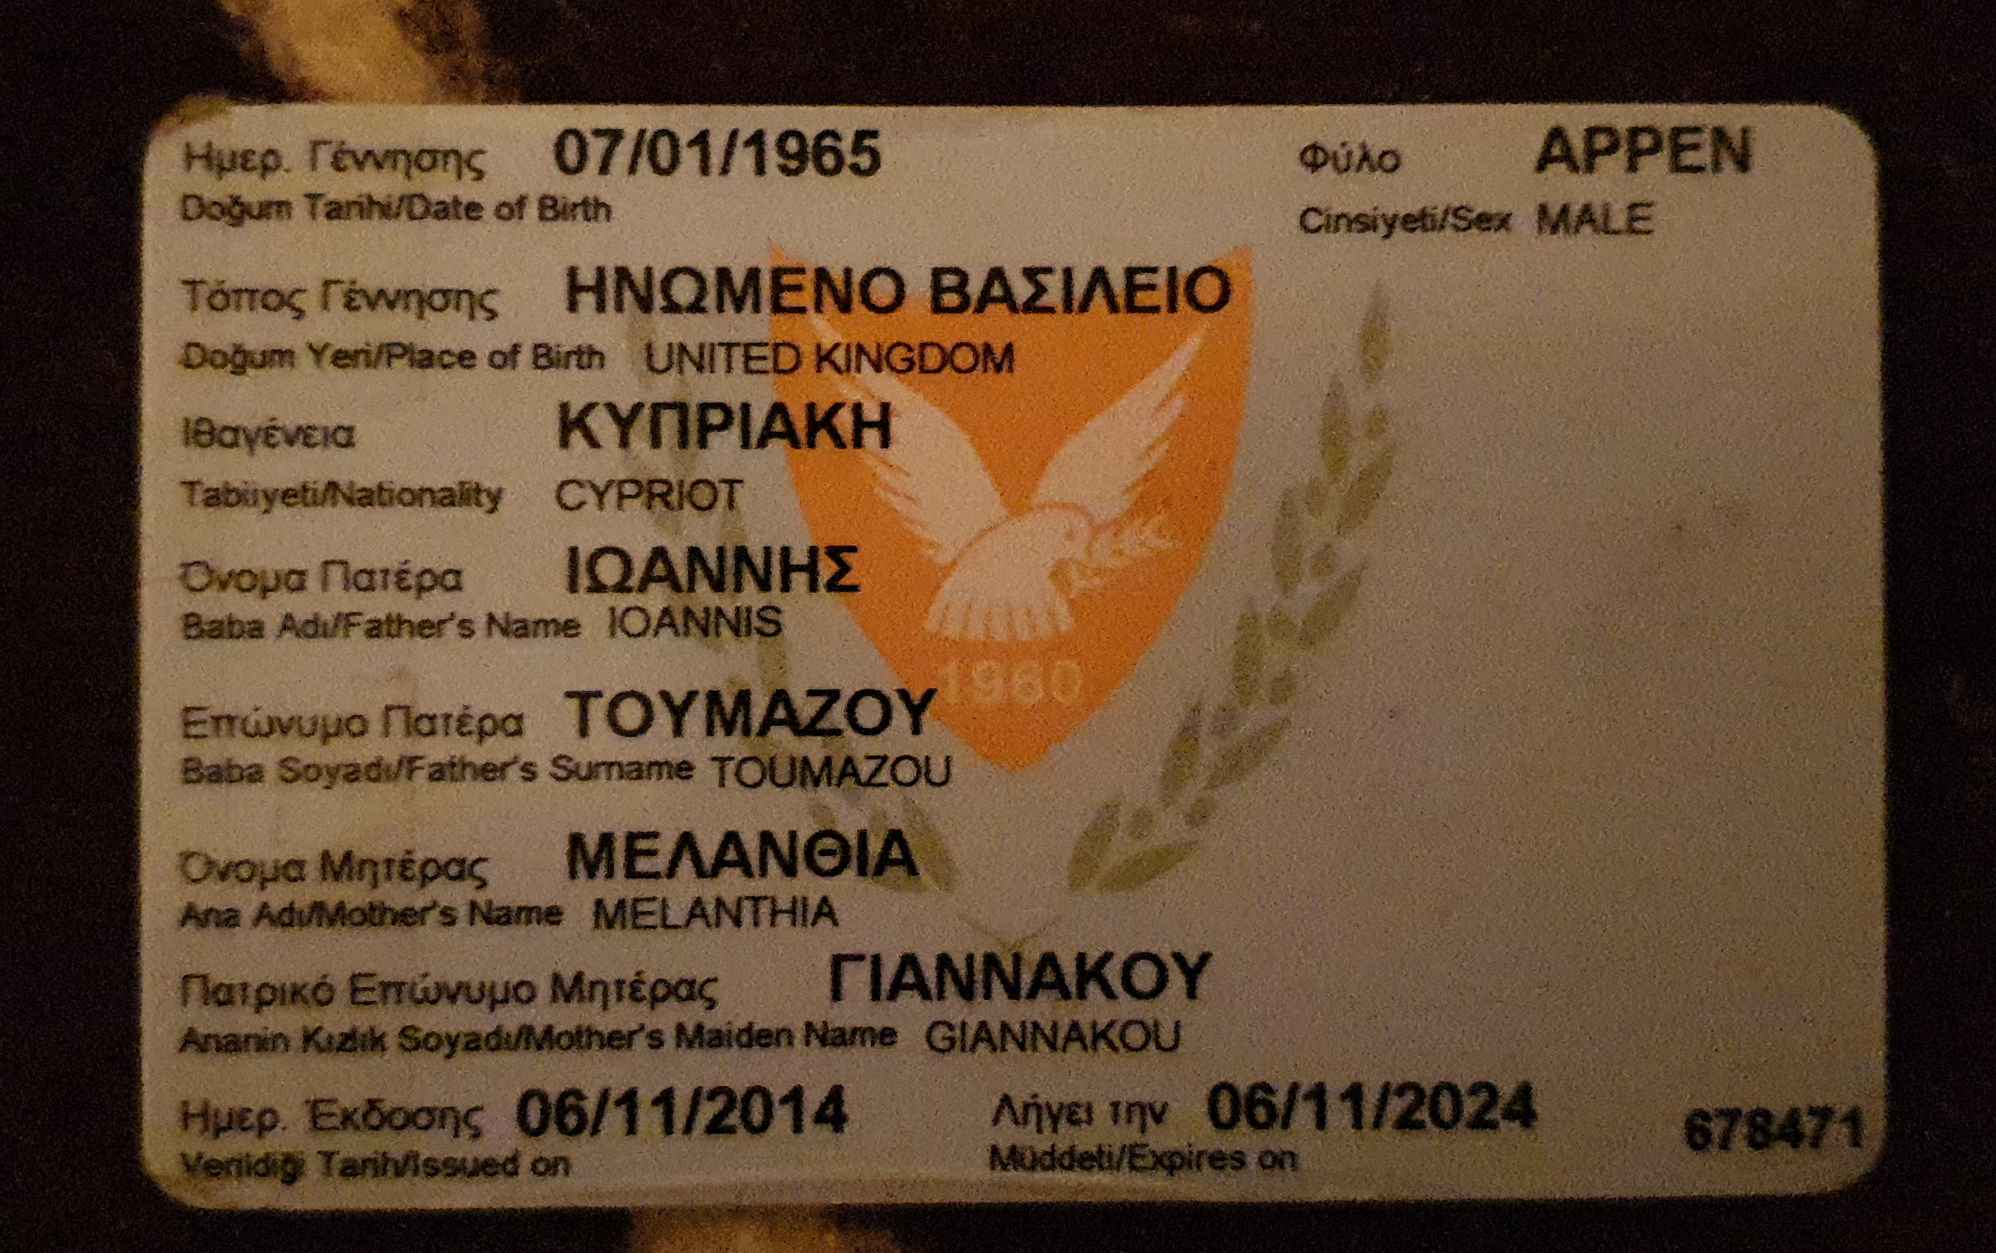 Ημερ. Γέννησης 07/01/1965 Φύλο ΑΡΡΕΝ
Doğum Tarihi/Date of Birth Cinsiyeti/Sex MALE
Τόπος Γέννησης ΗΝΩΜΕΝΟ ΒΑΣΙΛΕΙΟ
Doğum Yeri/Place of Birth UNITED KINGDOM
Ιθαγένεια ΚΥΠΡΙΑΚΗ
Tabiiyeti/Nationality CYPRIOT
Όνομα Πατέρα ΙΩΑΝΝΗΣ
Baba Adı/Father's Name IOANNIS
1960
Επώνυμο Πατέρα ΤΟΥΜΑΖΟΥ
Baba Soyadı/Father's Surname TOUMAZOU
Όνομα Μητέρας ΜΕΛΑΝΘΙΑ
Ana Adı/Mother's Name MELANTHIA
Πατρικό Επώνυμο Μητέρας ΓΙΑΝΝΑΚΟΥ
Ananin Kızlık Soyadı/Mother's Maiden Name GIANNAKOU
Ημερ. Έκδοσης 06/11/2014 Λήγει την 06/11/2024 678471
Verildiği Tarih/Issued on Müddeti/Expires on